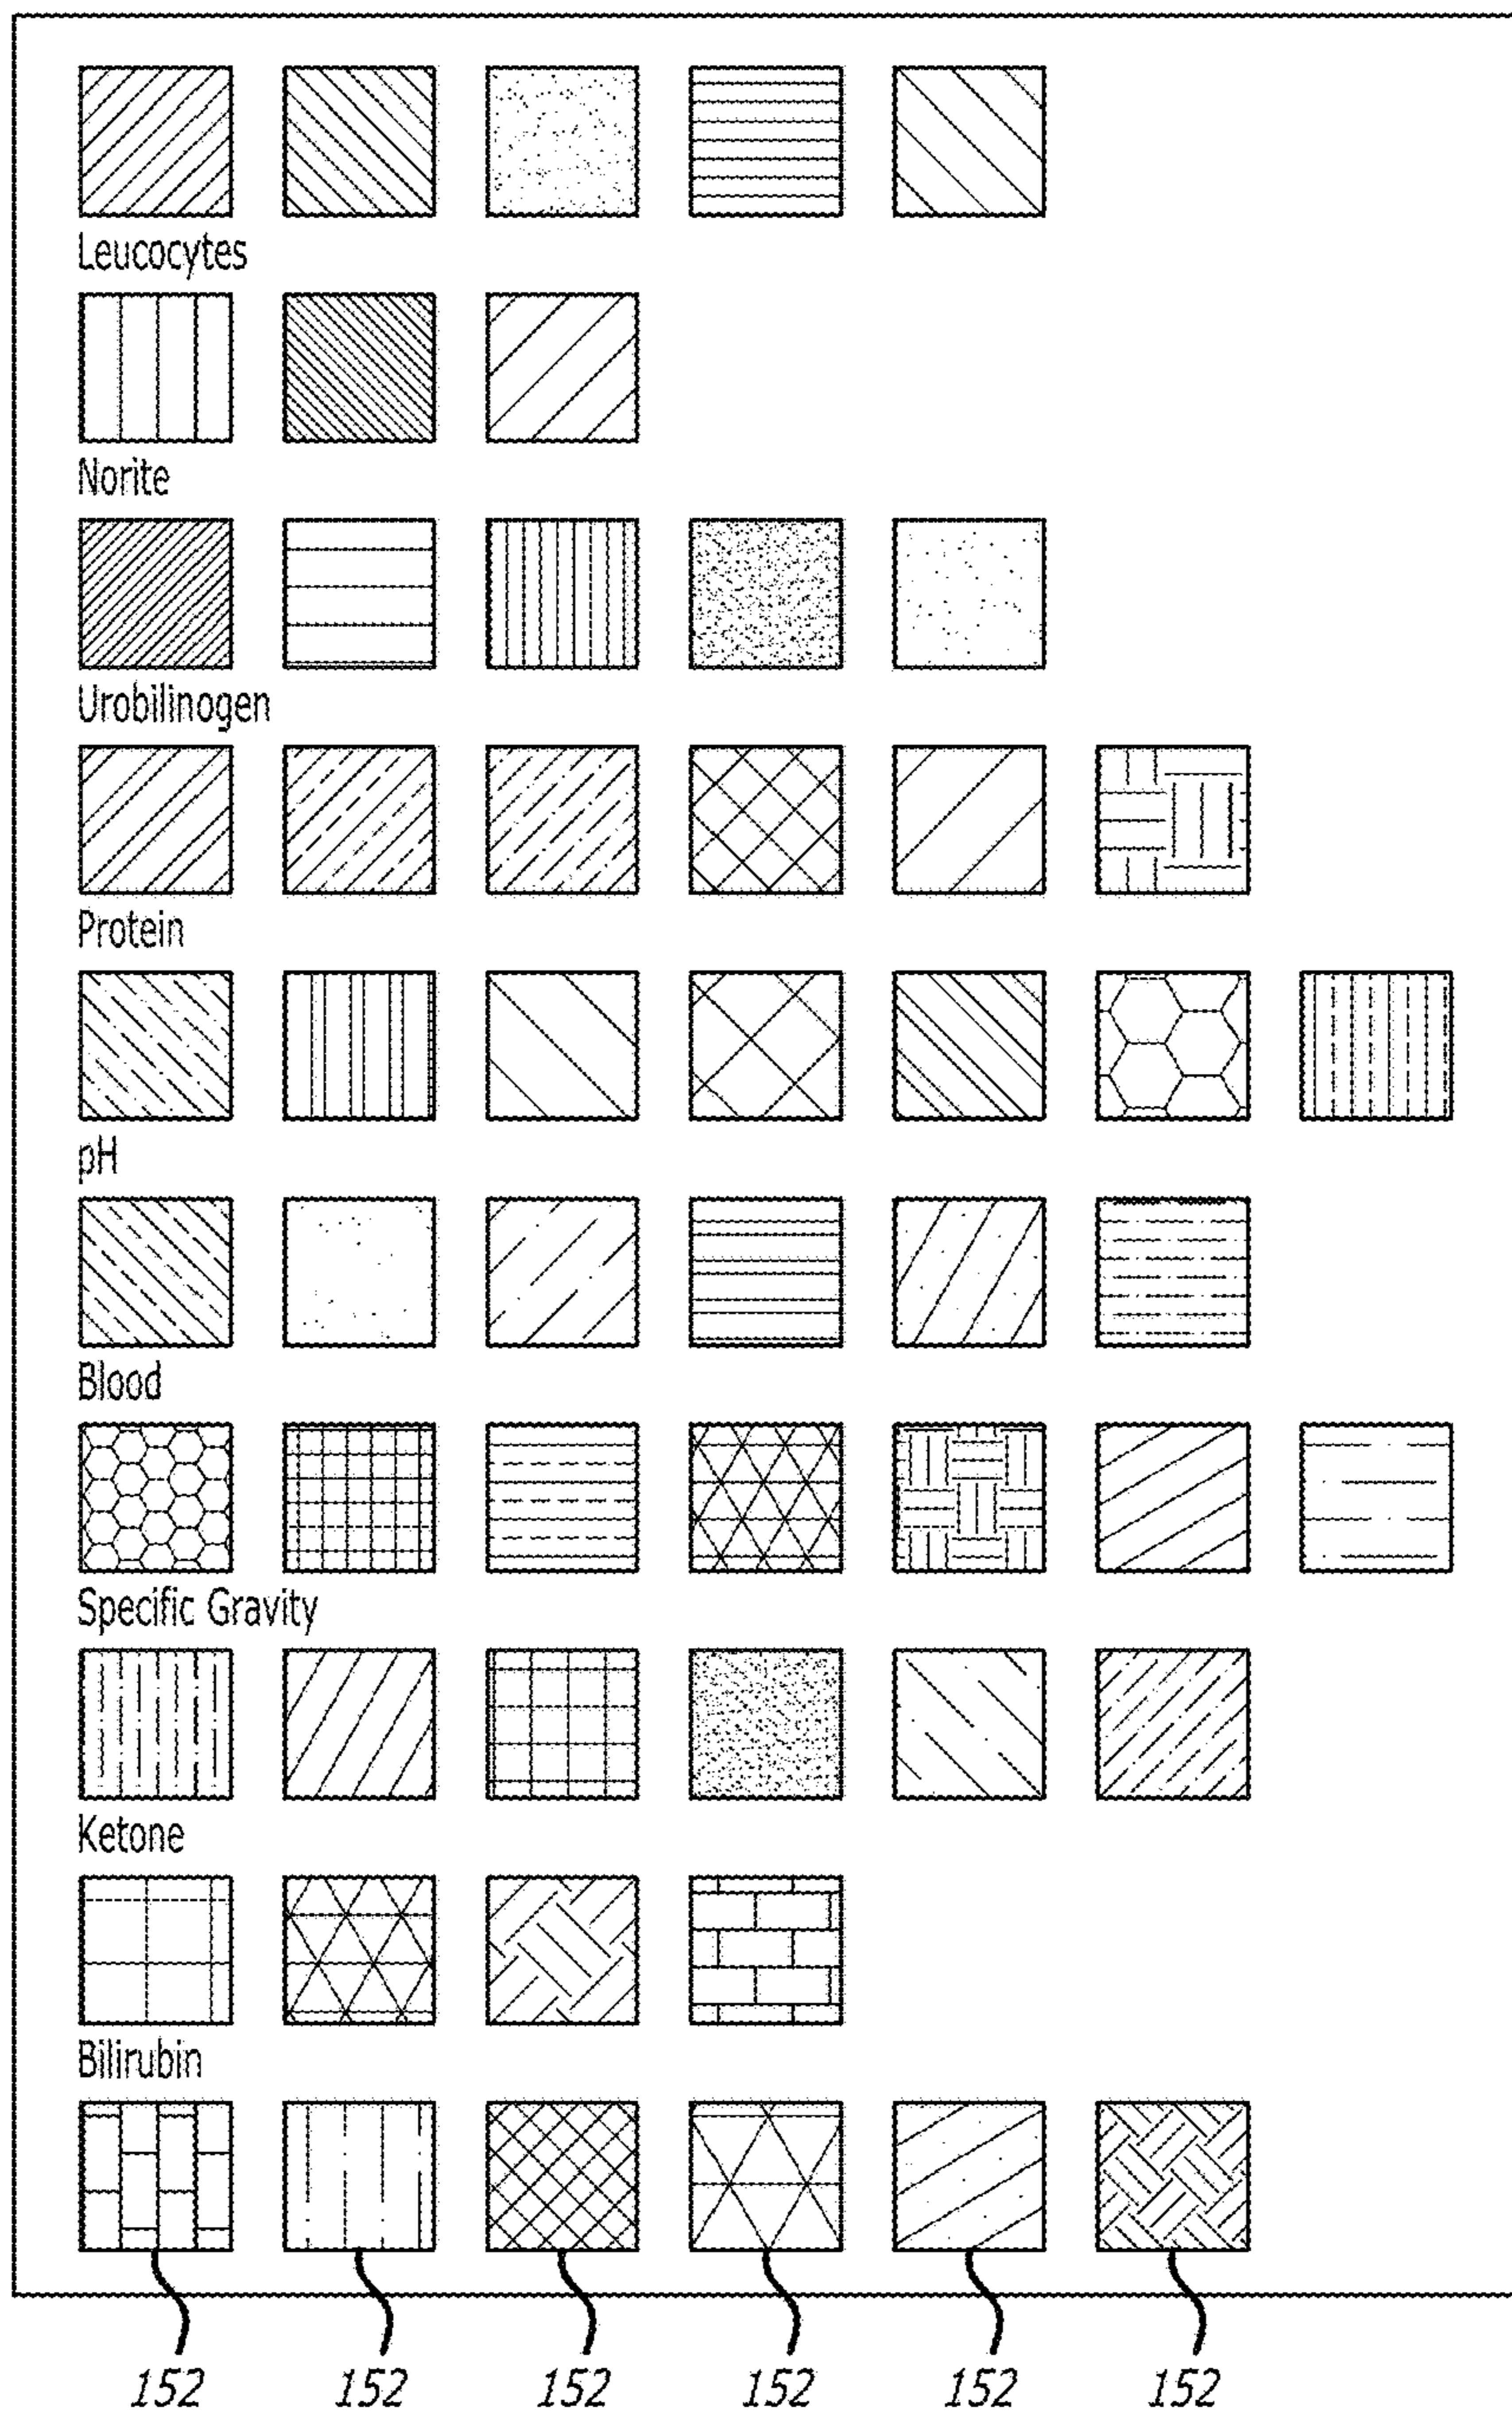 Leucocytes
Norite
Urobilinogen
Protein
pH
Blood
Specific Gravity
Ketone
Bilirubin
152 152 152 152 152 152